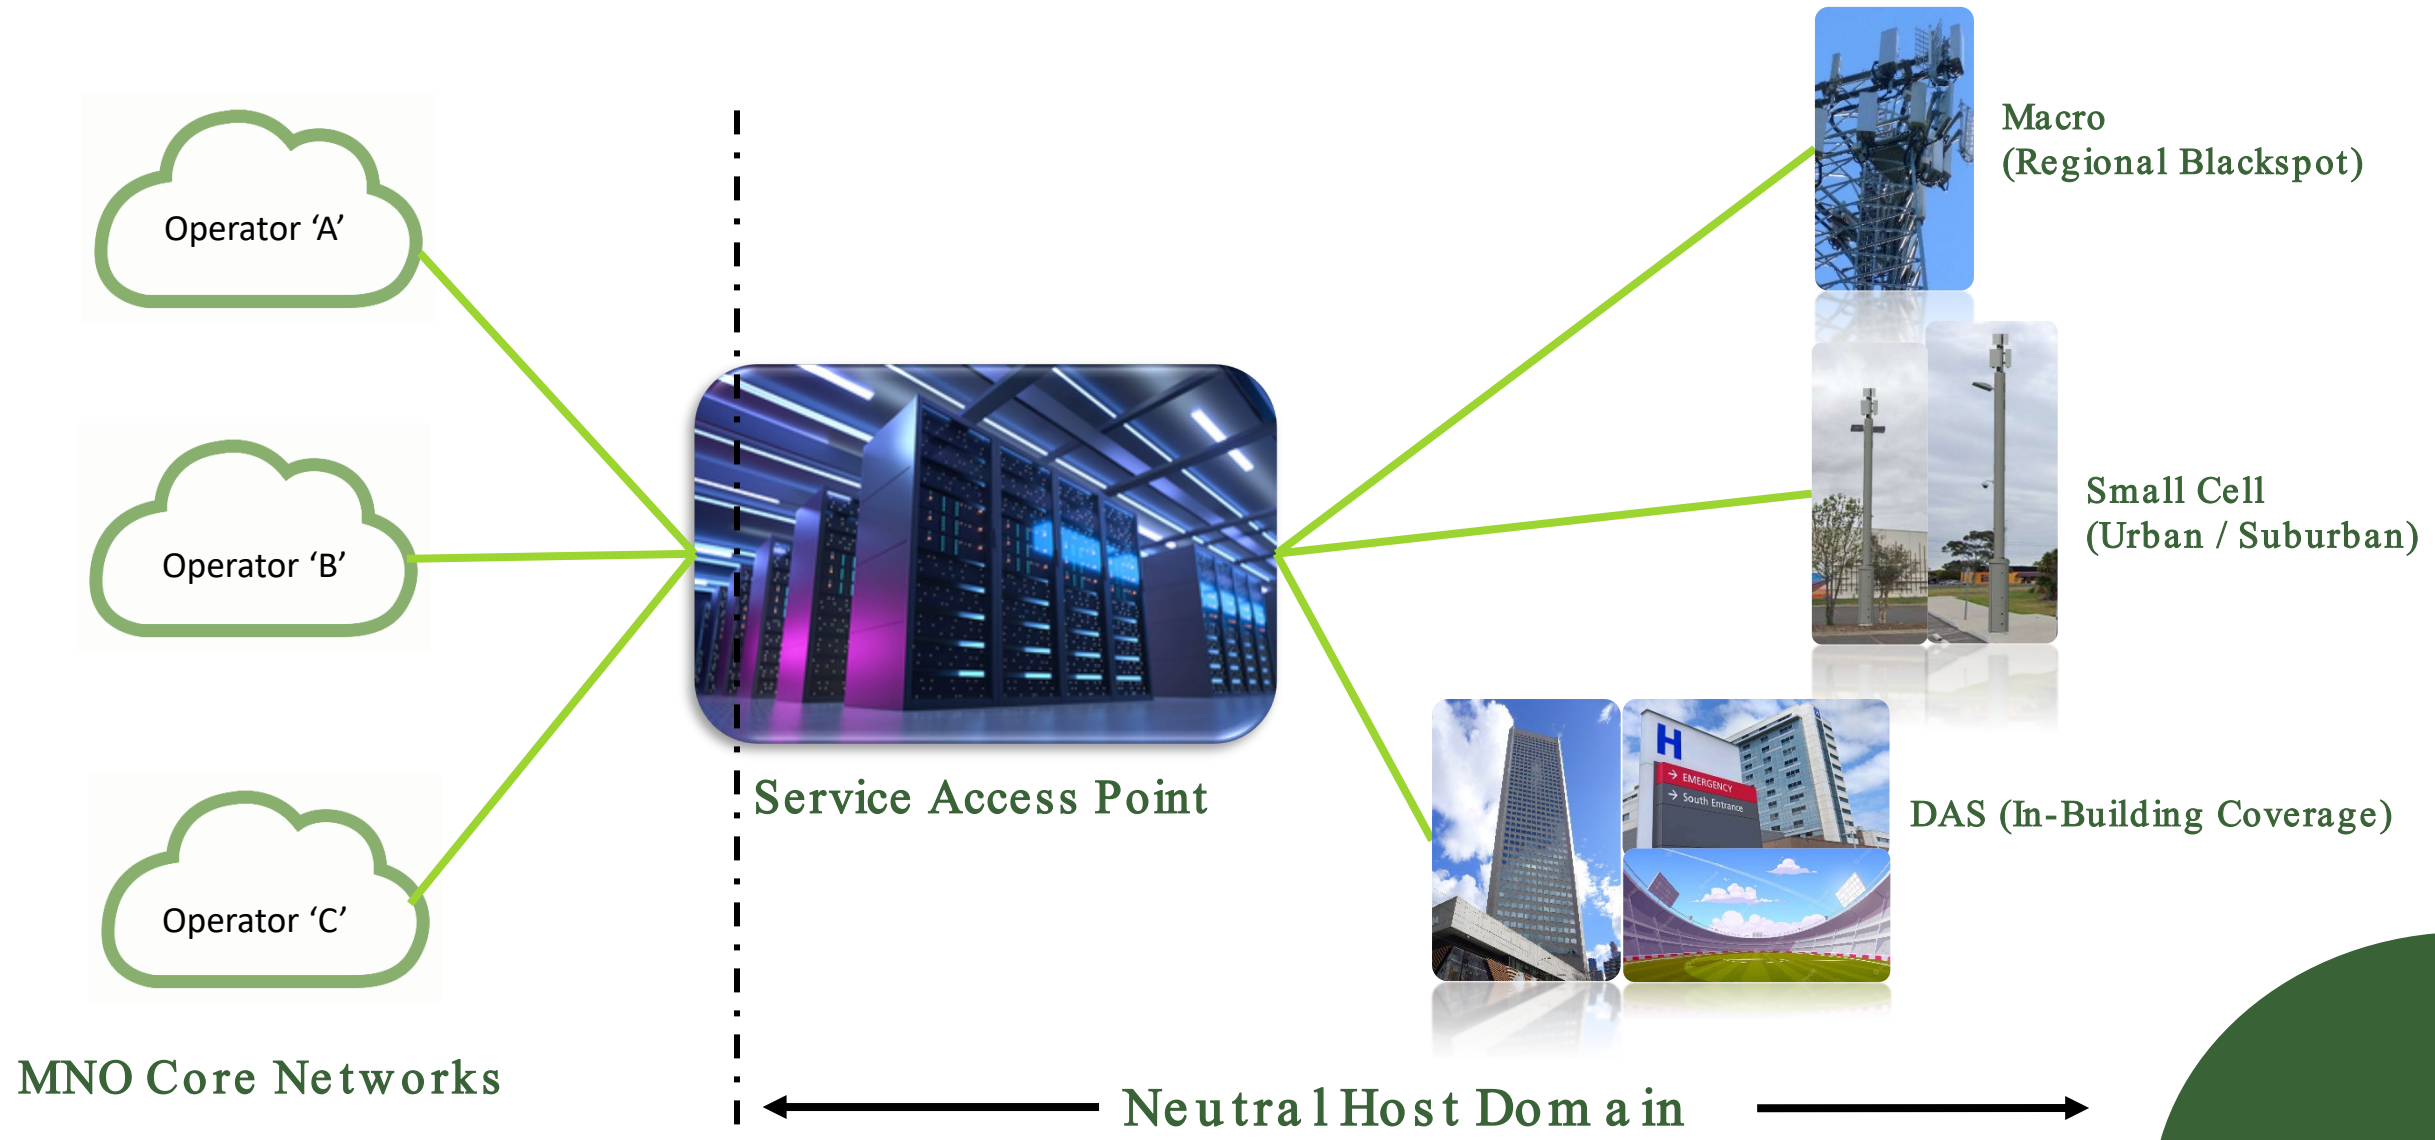 Operator ‘A’
Operator ‘B’
Operator ‘C’
MNO Core Networks
Service Access Point
Macro
(Regional Blackspot)
Small Cell
(Urban / Suburban)
H
→ EMERGENCY
→ South Entrance
DAS (In-Building Coverage)
Neutral Host Domain